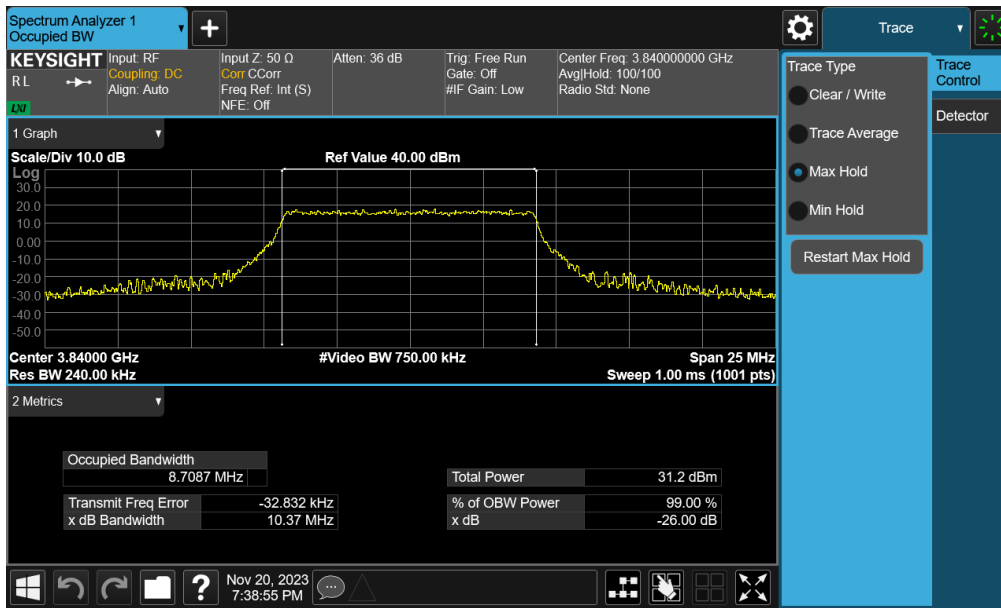 Spectrum Analyzer 1
Occupied BW
Trace
KEYSIGHT
R L
LXI
Input: RF
Coupling: DC
Align: Auto
Input Z: 50 Ω
Corr CCorr
Freq Ref: Int (S)
NFE: Off
Atten: 36 dB
Trig: Free Run
Gate: Off
#IF Gain: Low
Center Freq: 3.840000000 GHz
Avg|Hold: 100/100
Radio Std: None
Trace Type
Clear / Write
Trace Average
Max Hold
Min Hold
Restart Max Hold
Trace
Control
Detector
1 Graph
Scale/Div 10.0 dB
Ref Value 40.00 dBm
Log
30.0
20.0
10.0
0.00
-10.0
-20.0
-30.0
-40.0
-50.0
Center 3.84000 GHz
#Video BW 750.00 kHz
Span 25 MHz
Res BW 240.00 kHz
Sweep 1.00 ms (1001 pts)
2 Metrics
Occupied Bandwidth
8.7087 MHz
Total Power 31.2 dBm
Transmit Freq Error -32.832 kHz
% of OBW Power 99.00 %
x dB Bandwidth 10.37 MHz
x dB -26.00 dB
Nov 20, 2023
7:38:55 PM